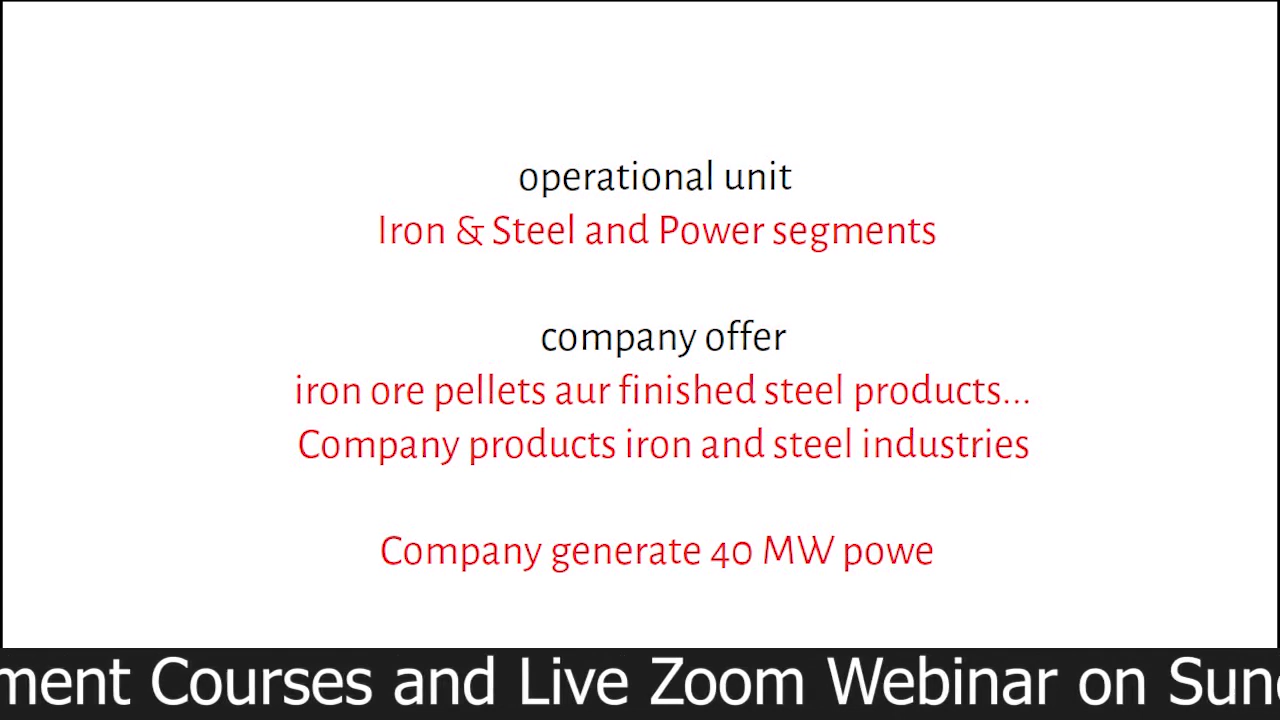 operational unit
Iron & Steel and Power segments
company offer
iron ore pellets aur finished steel products...
Company products iron and steel industries
Company generate 40 MW powe
ment Courses and Live Zoom Webinar on Sun